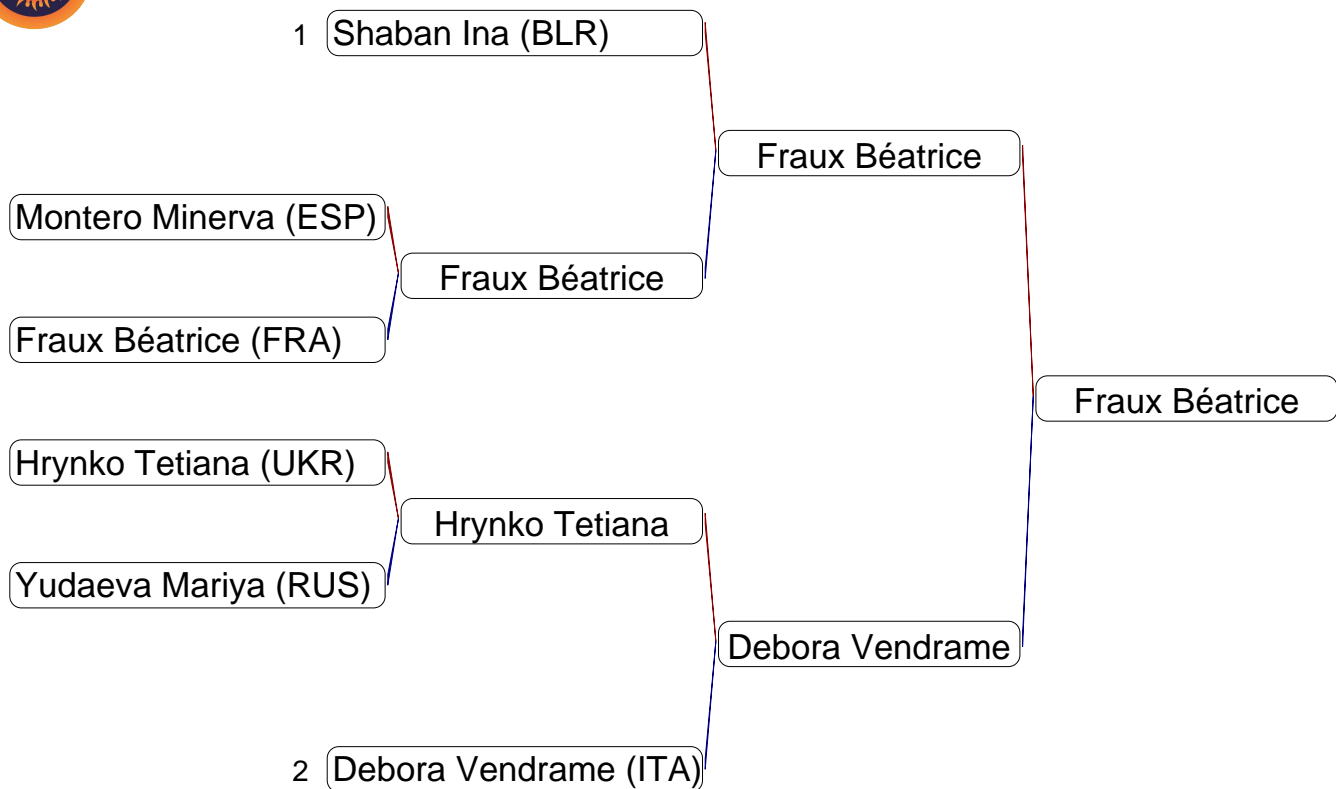 1 Shaban Ina (BLR)
Fraux Béatrice
Montero Minerva (ESP)
Fraux Béatrice
Fraux Béatrice (FRA)
Fraux Béatrice
Hrynko Tetiana (UKR)
Hrynko Tetiana
Yudaeva Mariya (RUS)
Debora Vendrame
2 Debora Vendrame (ITA)